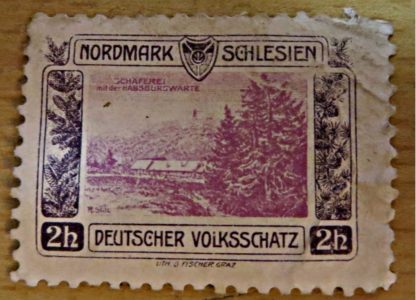 NORDMARK SCHLESIEN
SCHÄFEREI
mit der HABSBURGWARTE
2h DEUTSCHER VOLKSSCHATZ 2h
LITH. J. FISCHER GRAZ